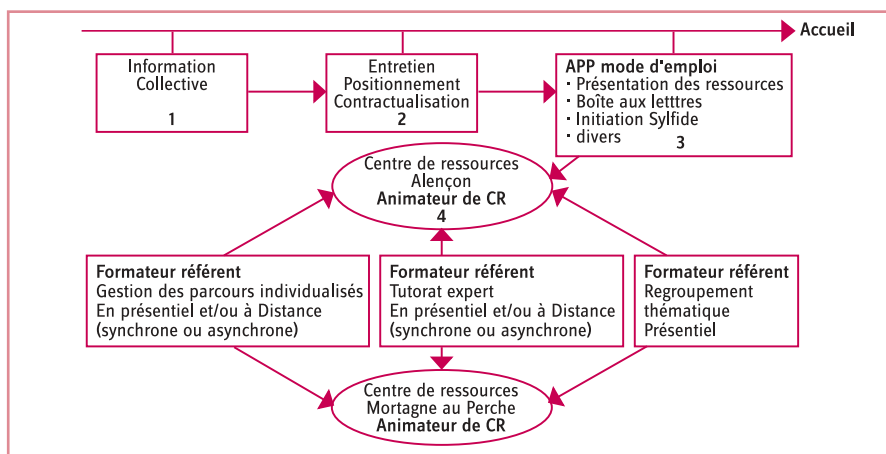 Accueil
Information
Collective
1
Entretien
Positionnement
Contractualisation
2
APP mode d'emploi
· Présentation des ressources
· Boîte aux letttres
· Initiation Sylfide
· divers
3
Centre de ressources
Alençon
Animateur de CR
4
Formateur référent
Gestion des parcours individualisés
En présentiel et/ou à Distance
(synchrone ou asynchrone)
Formateur référent
Tutorat expert
En présentiel et/ou à Distance
(synchrone ou asynchrone)
Formateur référent
Regroupement
thématique
Présentiel
Centre de ressources
Mortagne au Perche
Animateur de CR